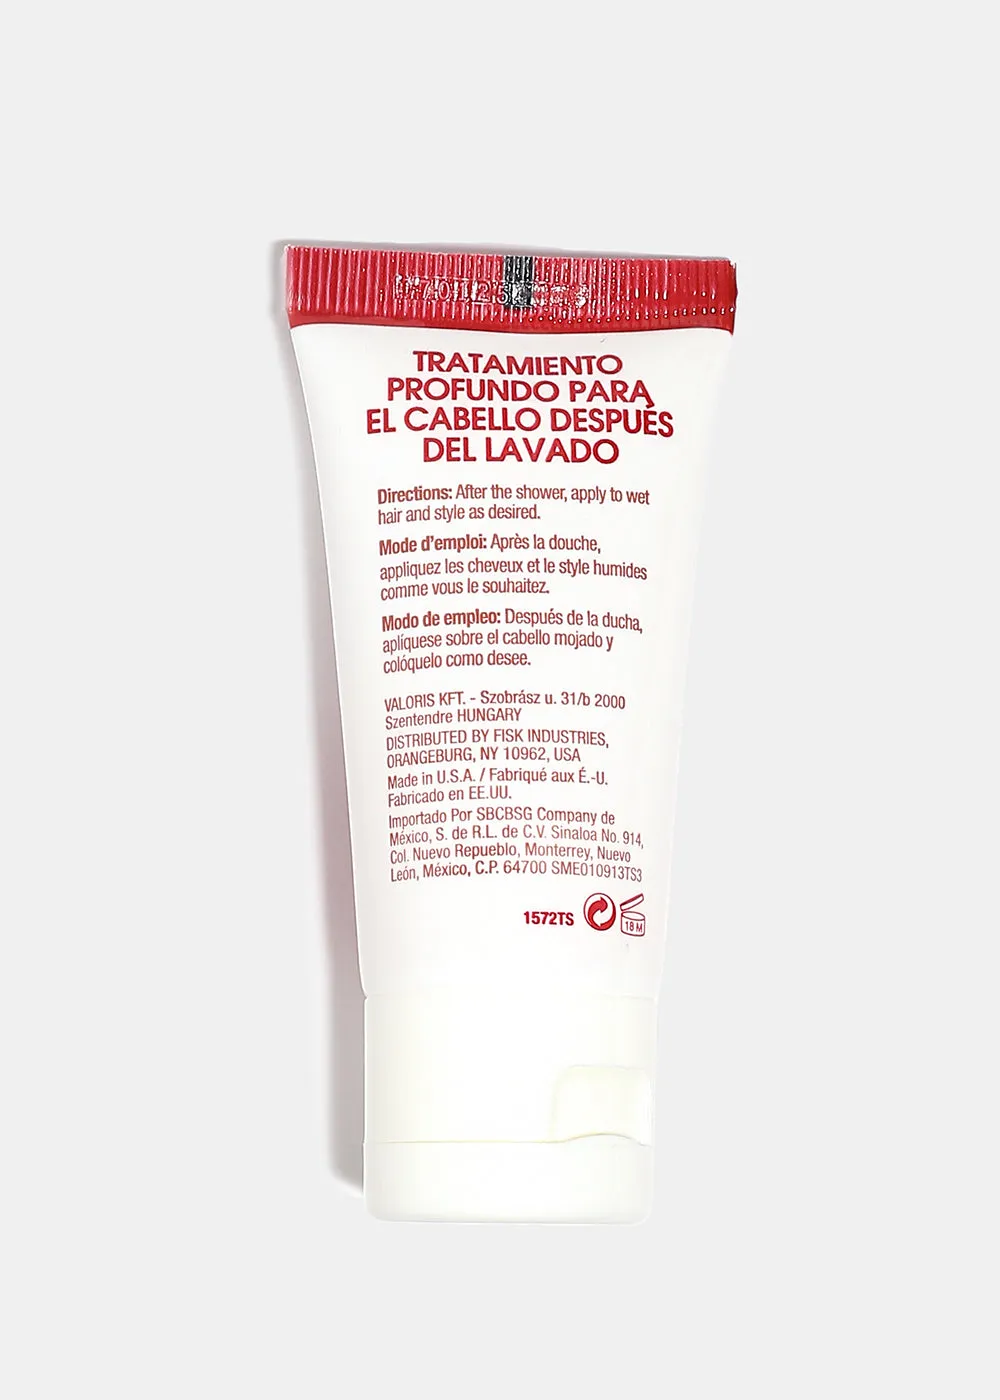 TRATAMIENTO
PROFUNDO PARA
EL CABELLO DESPUÉS
DEL LAVADO
Directions: After the shower, apply to wet
hair and style as desired.
Mode d'emploi: Après la douche,
appliquez les cheveux et le style humides
comme vous le souhaitez.
Modo de empleo: Después de la ducha,
aplíquese sobre el cabello mojado y
colóquelo como desee.
VALORIS KFT. - Szobrász u. 31/b 2000
Szentendre HUNGARY
DISTRIBUTED BY FISK INDUSTRIES,
ORANGEBURG, NY 10962, USA
Made in U.S.A. / Fabriqué aux É.-U.
Fabricado en EE.UU.
Importado Por SBCBSG Company de
México, S. de R.L. de C.V. Sinaloa No. 914,
Col. Nuevo Repueblo, Monterrey, Nuevo
León, México, C.P. 64700 SME010913TS3
1572TS
18 M